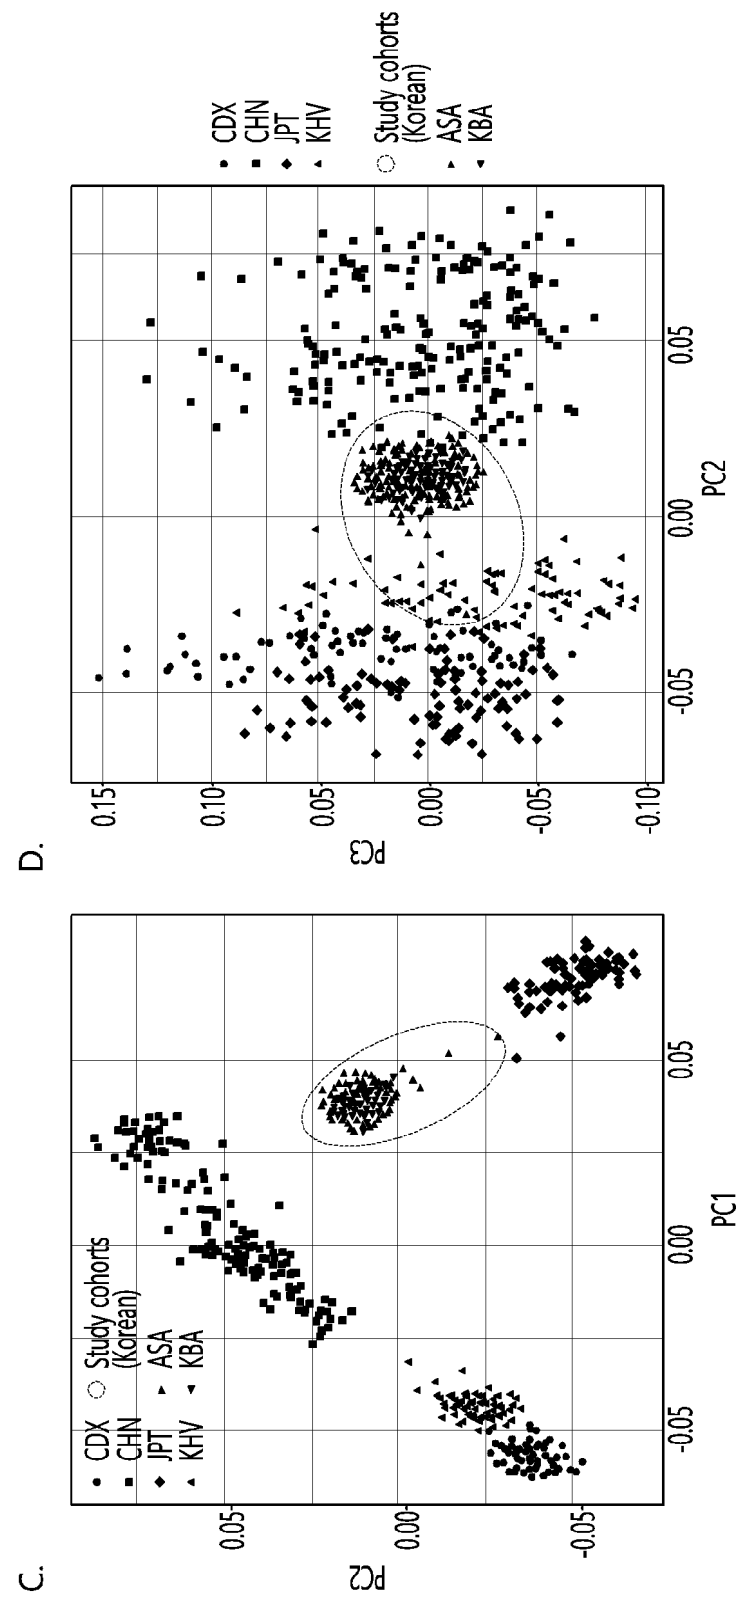 C.
PC2
0.05
0.00
-0.05
CDX
CHN
JPT
KHV
Study cohorts
(Korean)
ASA
KBA
-0.05
0.00
0.05
PC1
D.
PC3
0.15
0.10
0.05
0.00
-0.05
-0.10
-0.05
0.00
0.05
PC2
CDX
CHN
JPT
KHV
Study cohorts
(Korean)
ASA
KBA